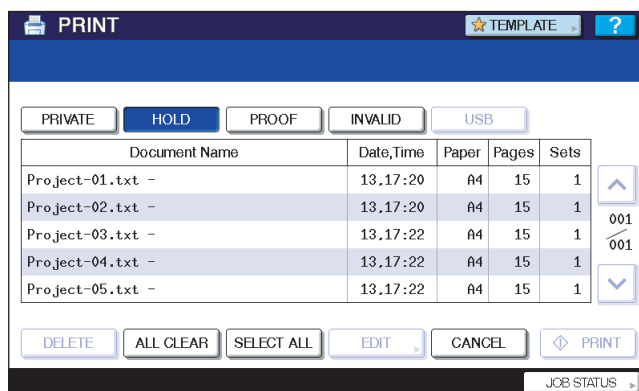 PRINT TEMPLATE ?
PRIVATE HOLD PROOF INVALID USB
Document Name Date,Time Paper Pages Sets
Project-01.txt - 13,17:20 A4 15 1
Project-02.txt - 13,17:20 A4 15 1
Project-03.txt - 13,17:22 A4 15 1
Project-04.txt - 13,17:22 A4 15 1
Project-05.txt - 13,17:22 A4 15 1
001
001
DELETE ALL CLEAR SELECT ALL EDIT CANCEL PRINT
JOB STATUS